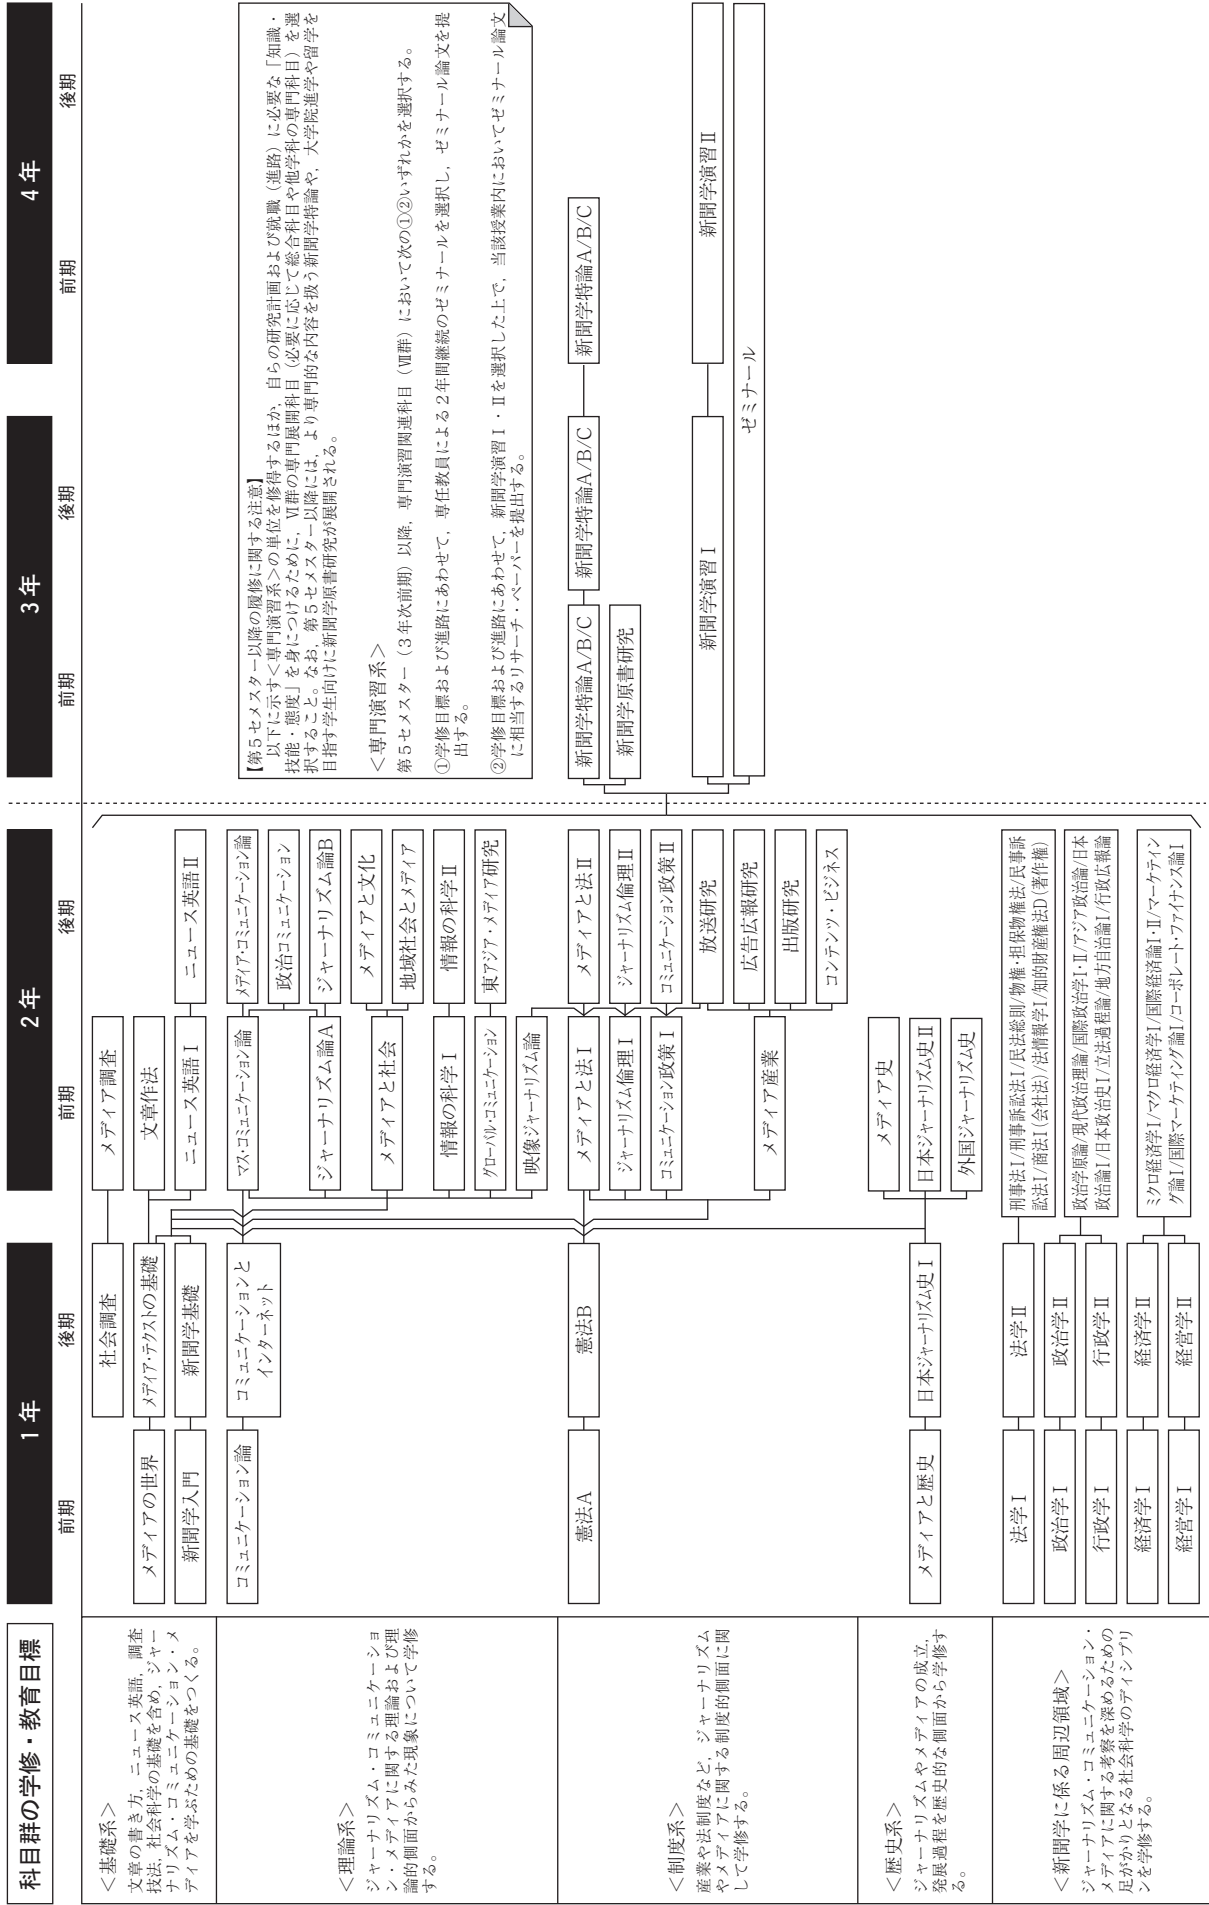 科目群の学修・教育目標
1年
2年
3年
4年
前期
後期
前期
後期
前期
後期
前期
後期
<基礎系>
文章の書き方，ニュース英語，調査
技法，社会科学の基礎を含め，ジャー
ナリズム・コミュニケーション・メ
ディアを学ぶための基礎をつくる。
社会調査
メディア調査
メディアの世界
メディア・テクストの基礎
文章作法
新聞学入門
新聞学基礎
ニュース英語Ⅰ
ニュース英語Ⅱ
<理論系>
ジャーナリズム・コミュニケーショ
ン・メディアに関する理論および理
論的側面からみた現象について学修
する。
コミュニケーション論
コミュニケーションと
インターネット
マス・コミュニケーション論
メディア・コミュニケーション論
政治コミュニケーション
ジャーナリズム論A
ジャーナリズム論B
メディアと社会
メディアと文化
地域社会とメディア
情報の科学Ⅰ
情報の科学Ⅱ
グローバル・コミュニケーション
東アジア・メディア研究
映像ジャーナリズム論
<制度系>
産業や法制度など，ジャーナリズム
やメディアに関する制度的側面に関
して学修する。
憲法A
憲法B
メディアと法Ⅰ
メディアと法Ⅱ
ジャーナリズム倫理Ⅰ
ジャーナリズム倫理Ⅱ
コミュニケーション政策Ⅰ
コミュニケーション政策Ⅱ
放送研究
メディア産業
広告広報研究
出版研究
コンテンツ・ビジネス
<歴史系>
ジャーナリズムやメディアの成立，
発展過程を歴史的な側面から学修す
る。
メディアと歴史
日本ジャーナリズム史Ⅰ
メディア史
日本ジャーナリズム史Ⅱ
外国ジャーナリズム史
<新聞学に係る周辺領域>
ジャーナリズム・コミュニケーション・
メディアに関する考察を深めるための
足がかりとなる社会科学のディシプリ
ンを学修する。
法学Ⅰ
法学Ⅱ
刑事法Ⅰ/刑事訴訟法Ⅰ/民法総則/物権・担保物権法/民事訴
訟法Ⅰ/商法Ⅰ(会社法)/法情報学Ⅰ/知的財産権法D(著作権)
政治学Ⅰ
政治学Ⅱ
行政学Ⅰ
行政学Ⅱ
政治学原論/現代政治理論/国際政治学Ⅰ・Ⅱ/アジア政治論/日本
政治論Ⅰ/日本政治史Ⅰ/立法過程論/地方自治論Ⅰ/行政広報論
経済学Ⅰ
経済学Ⅱ
経営学Ⅰ
経営学Ⅱ
ミクロ経済学Ⅰ/マクロ経済学Ⅰ/国際経済論Ⅰ・Ⅱ/マーケティン
グ論Ⅰ/国際マーケティング論Ⅰ/コーポレート・ファイナンス論Ⅰ
【第５セメスター以降の履修に関する注意】
以下に示す<専門演習系>の単位を修得するほか，自らの研究計画および就職（進路）に必要な「知識・
技能・態度」を身につけるために，Ⅵ群の専門展開科目（必要に応じて総合科目や他学科の専門科目）を選
択すること。なお，第５セメスター以降には，より専門的な内容を扱う新聞学特論や，大学院進学や留学を
目指す学生向けに新聞学原書研究が展開される。
<専門演習系>
第５セメスター（３年次前期）以降，専門演習関連科目（Ⅶ群）において次の①②いずれかを選択する。
①学修目標および進路にあわせて，専任教員による２年間継続のゼミナールを選択し，ゼミナール論文を提
出する。
②学修目標および進路にあわせて，新聞学演習Ⅰ・Ⅱを選択した上で，当該授業内においてゼミナール論文
に相当するリサーチ・ペーパーを提出する。
新聞学特論A/B/C
新聞学特論A/B/C
新聞学特論A/B/C
新聞学原書研究
新聞学演習Ⅰ
新聞学演習Ⅱ
ゼミナール